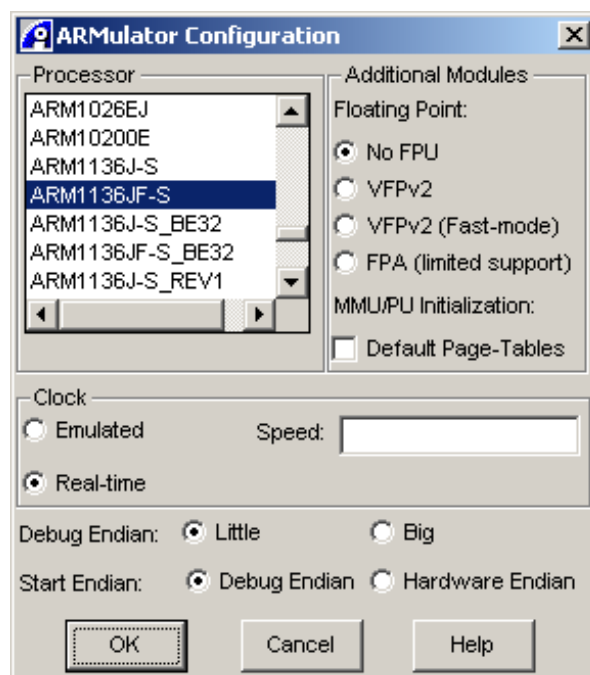 ARMulator Configuration
Processor
ARM1026EJ
ARM10200E
ARM1136J-S
ARM1136JF-S
ARM1136J-S_BE32
ARM1136JF-S_BE32
ARM1136J-S_REV1
Additional Modules
Floating Point:
No FPU
VFPv2
VFPv2 (Fast-mode)
FPA (limited support)
MMU/PU Initialization:
Default Page-Tables
Clock
Emulated
Speed:
Real-time
Debug Endian: Little Big
Start Endian: Debug Endian Hardware Endian
OK Cancel Help